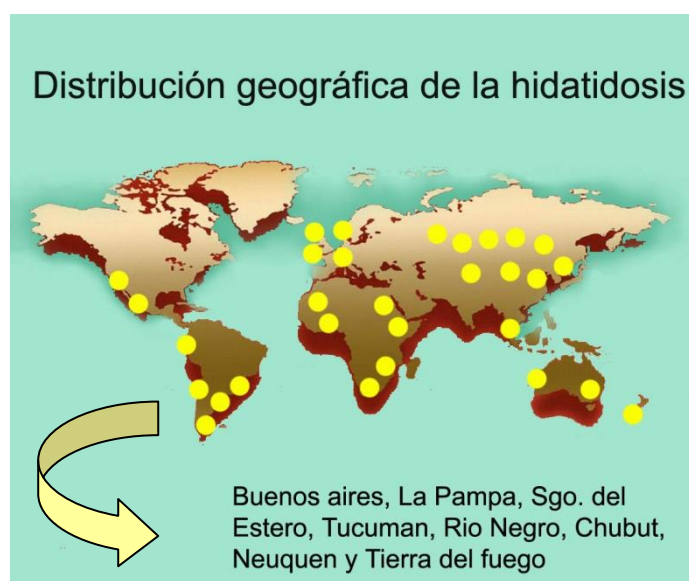 Distribución geográfica de la hidatidosis
Buenos aires, La Pampa, Sgo. del
Estero, Tucuman, Rio Negro, Chubut,
Neuquen y Tierra del fuego